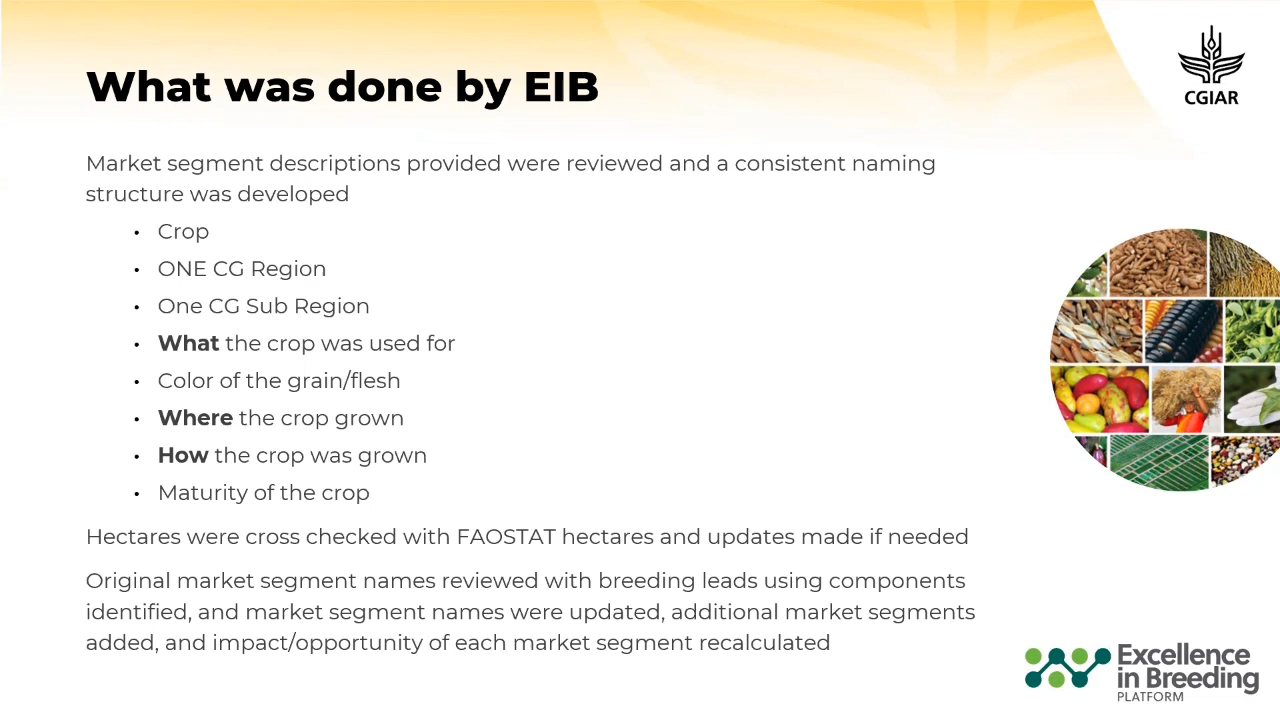 What was done by EIB
CGIAR
Market segment descriptions provided were reviewed and a consistent naming
structure was developed
• Crop
• ONE CG Region
• One CG Sub Region
• What the crop was used for
• Color of the grain/flesh
• Where the crop grown
• How the crop was grown
• Maturity of the crop
Hectares were cross checked with FAOSTAT hectares and updates made if needed
Original market segment names reviewed with breeding leads using components
identified, and market segment names were updated, additional market segments
added, and impact/opportunity of each market segment recalculated
Excellence
in Breeding
PLATFORM